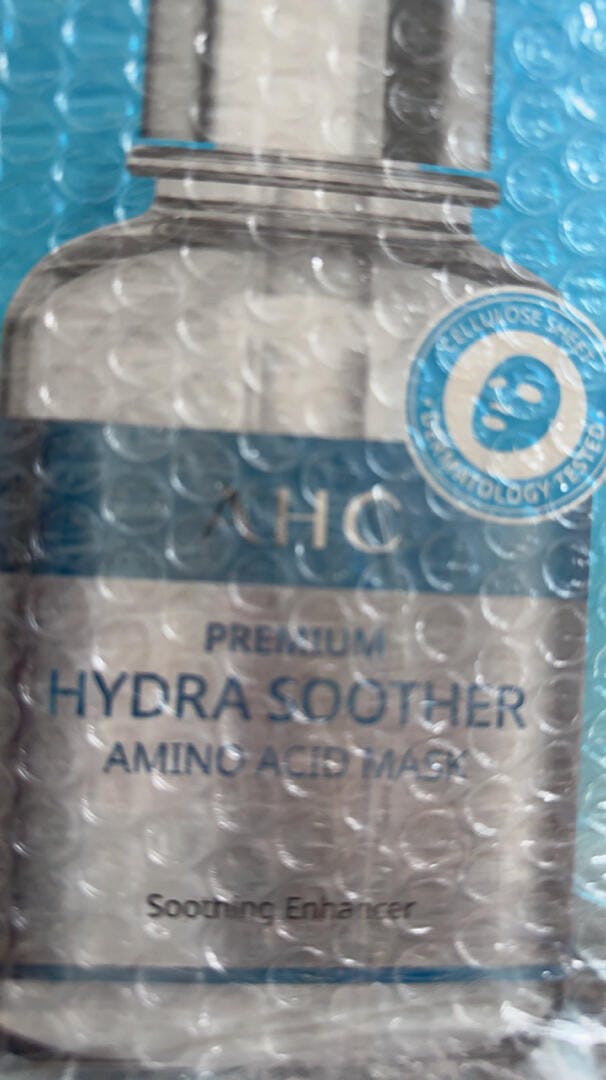 CELLULOSE SHEET
DERMATOLOGY TESTED
AHC
PREMIUM
HYDRA SOOTHER
AMINO ACID MASK
Soothing Enhancer